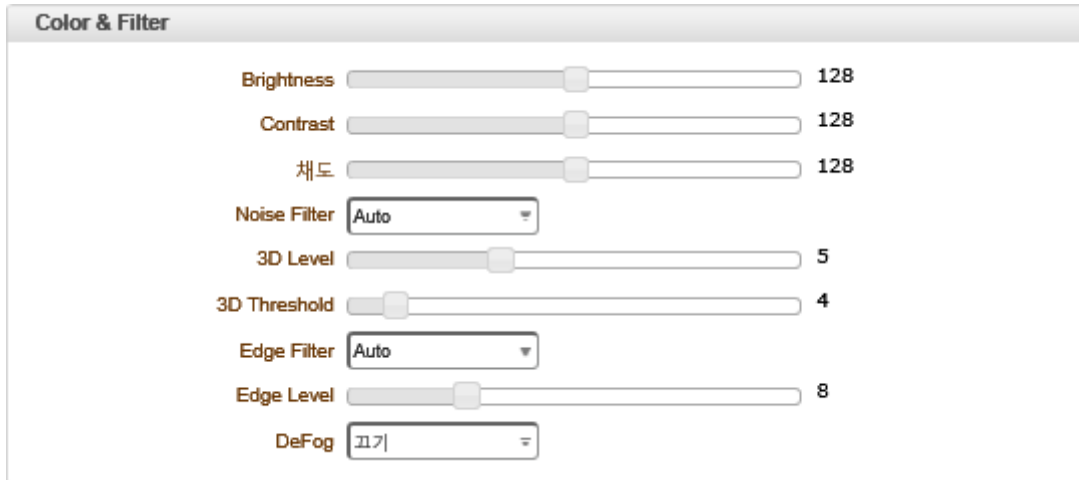 Color & Filter
Brightness 128
Contrast 128
채도 128
Noise Filter Auto
3D Level 5
3D Threshold 4
Edge Filter Auto
Edge Level 8
DeFog 끄기